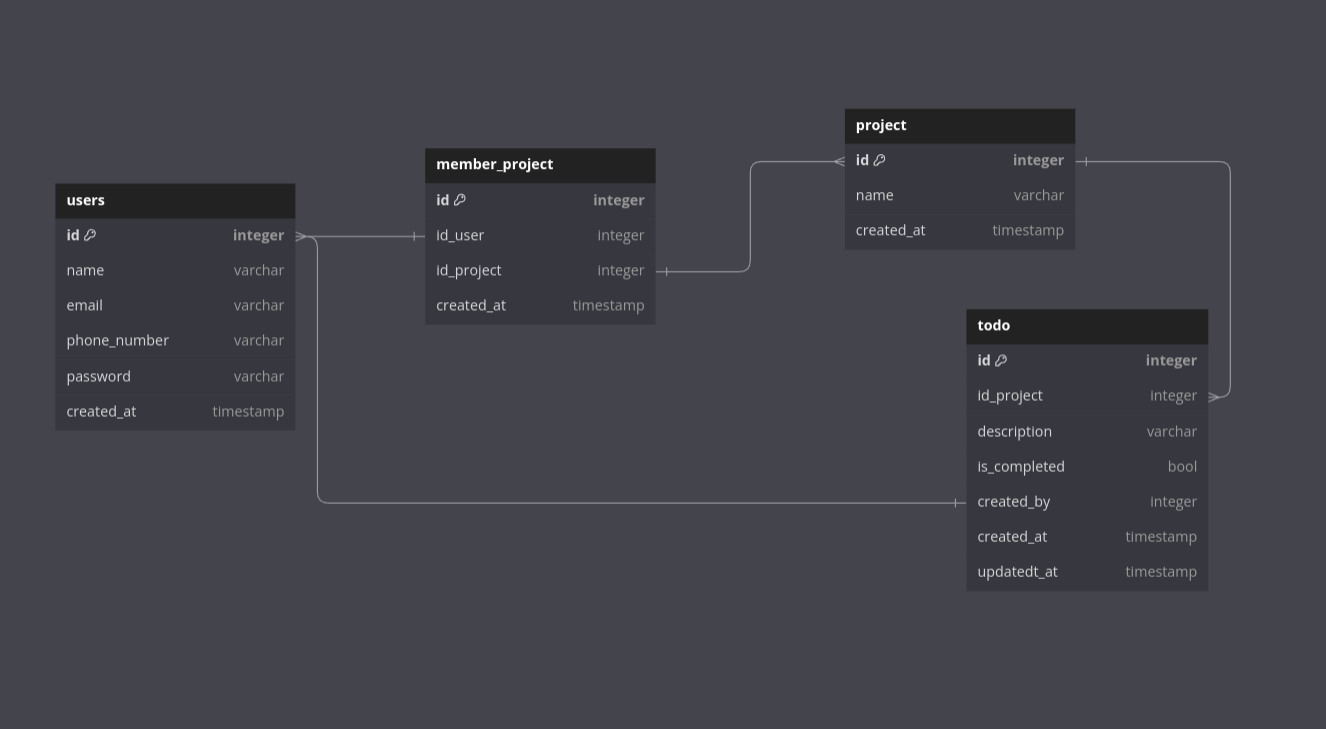 users
id integer
name varchar
email varchar
phone_number varchar
password varchar
created_at timestamp
member_project
id integer
id_user integer
id_project integer
created_at timestamp
project
id integer
name varchar
created_at timestamp
todo
id integer
id_project integer
description varchar
is_completed bool
created_by integer
created_at timestamp
updatedt_at timestamp